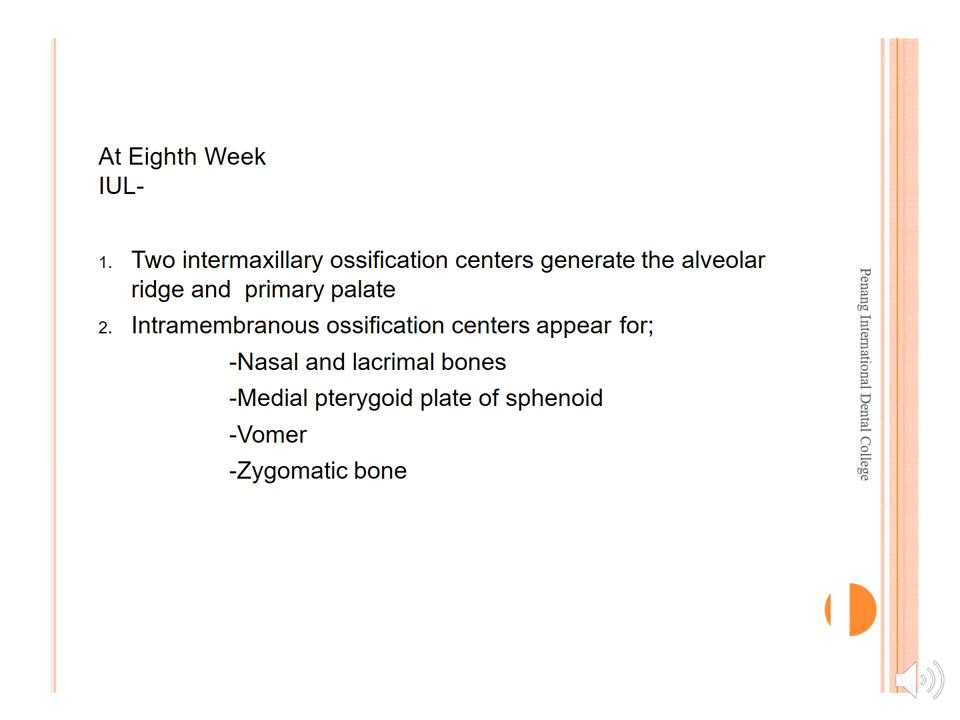 At Eighth Week
IUL-
1. Two intermaxillary ossification centers generate the alveolar
ridge and primary palate
2. Intramembranous ossification centers appear for;
-Nasal and lacrimal bones
-Medial pterygoid plate of sphenoid
-Vomer
-Zygomatic bone
Penang International Dental College